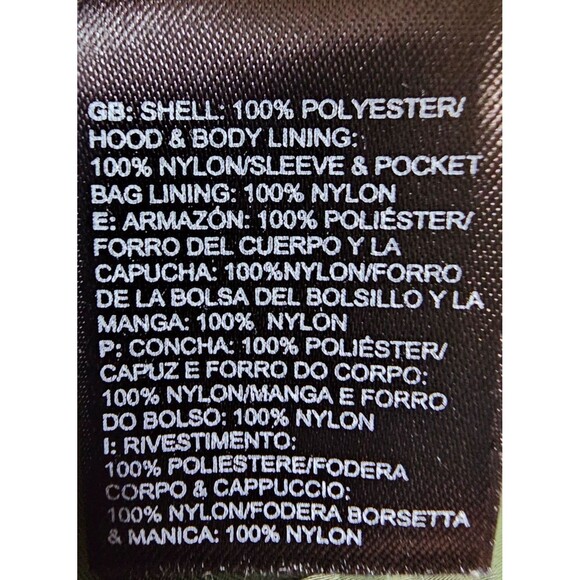 GB: SHELL: 100% POLYESTER/
HOOD & BODY LINING:
100% NYLON/SLEEVE & POCKET
BAG LINING: 100% NYLON
E: ARMAZÓN: 100% POLIÉSTER/
FORRO DEL CUERPO Y LA
CAPUCHA: 100%NYLON/FORRO
DE LA BOLSA DEL BOLSILLO Y LA
MANGA: 100% NYLON
P: CONCHA: 100% POLIÉSTER/
CAPUZ E FORRO DO CORPO:
100% NYLON/MANGA E FORRO
DO BOLSO: 100% NYLON
I: RIVESTIMENTO:
100% POLIESTERE/FODERA
CORPO & CAPPUCCIO:
100% NYLON/FODERA BORSETTA
& MANICA: 100% NYLON